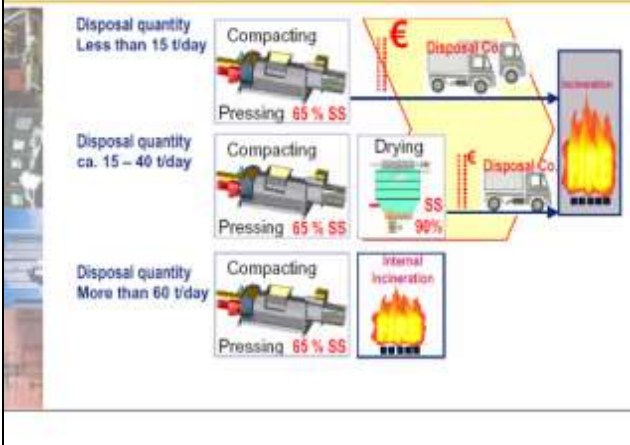 Disposal quantity
Less than 15 t/day
Compacting
Pressing 65 % SS
€
Disposal Co.
Incineration
Disposal quantity
ca. 15 – 40 t/day
Compacting
Pressing 65 % SS
Drying
SS
90%
€
Disposal Co.
Disposal quantity
More than 60 t/day
Compacting
Pressing 65 % SS
Internal
Incineration